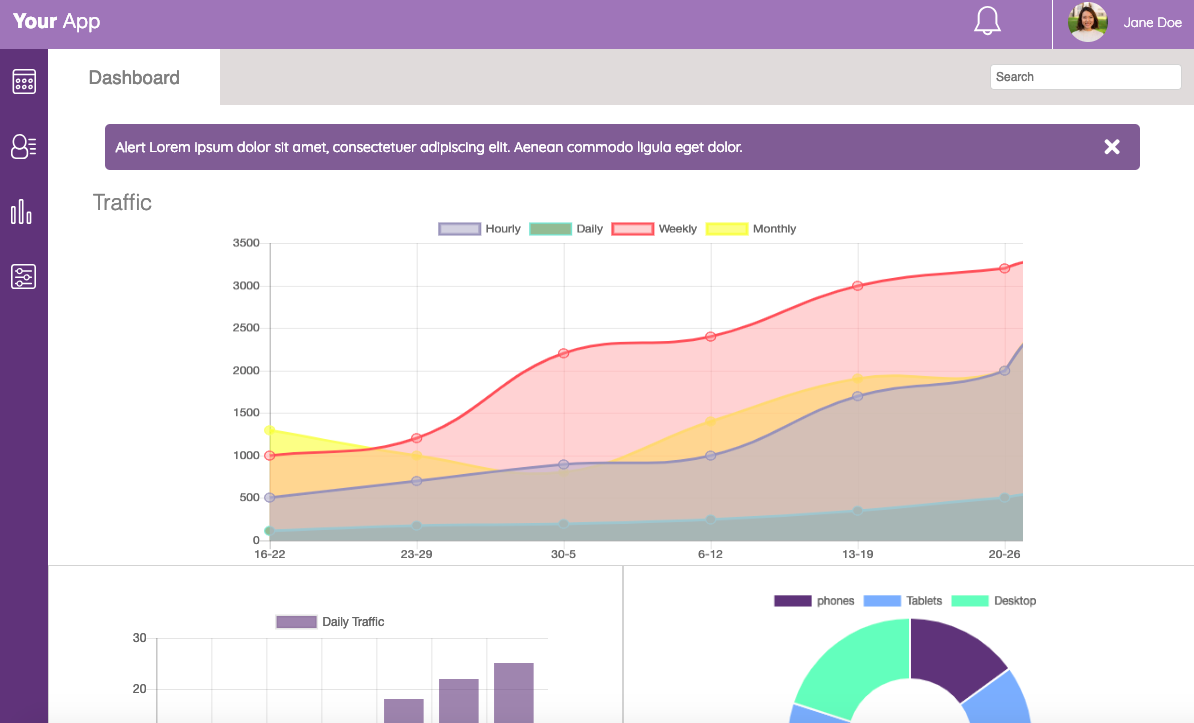 Your App
Jane Doe
Dashboard
Search
Alert Lorem ipsum dolor sit amet, consectetuer adipiscing elit. Aenean commodo ligula eget dolor.
Traffic
Hourly Daily Weekly Monthly
3500
3000
2500
2000
1500
1000
500
0
16-22 23-29 30-5 6-12 13-19 20-26
Daily Traffic
30
20
phones Tablets Desktop